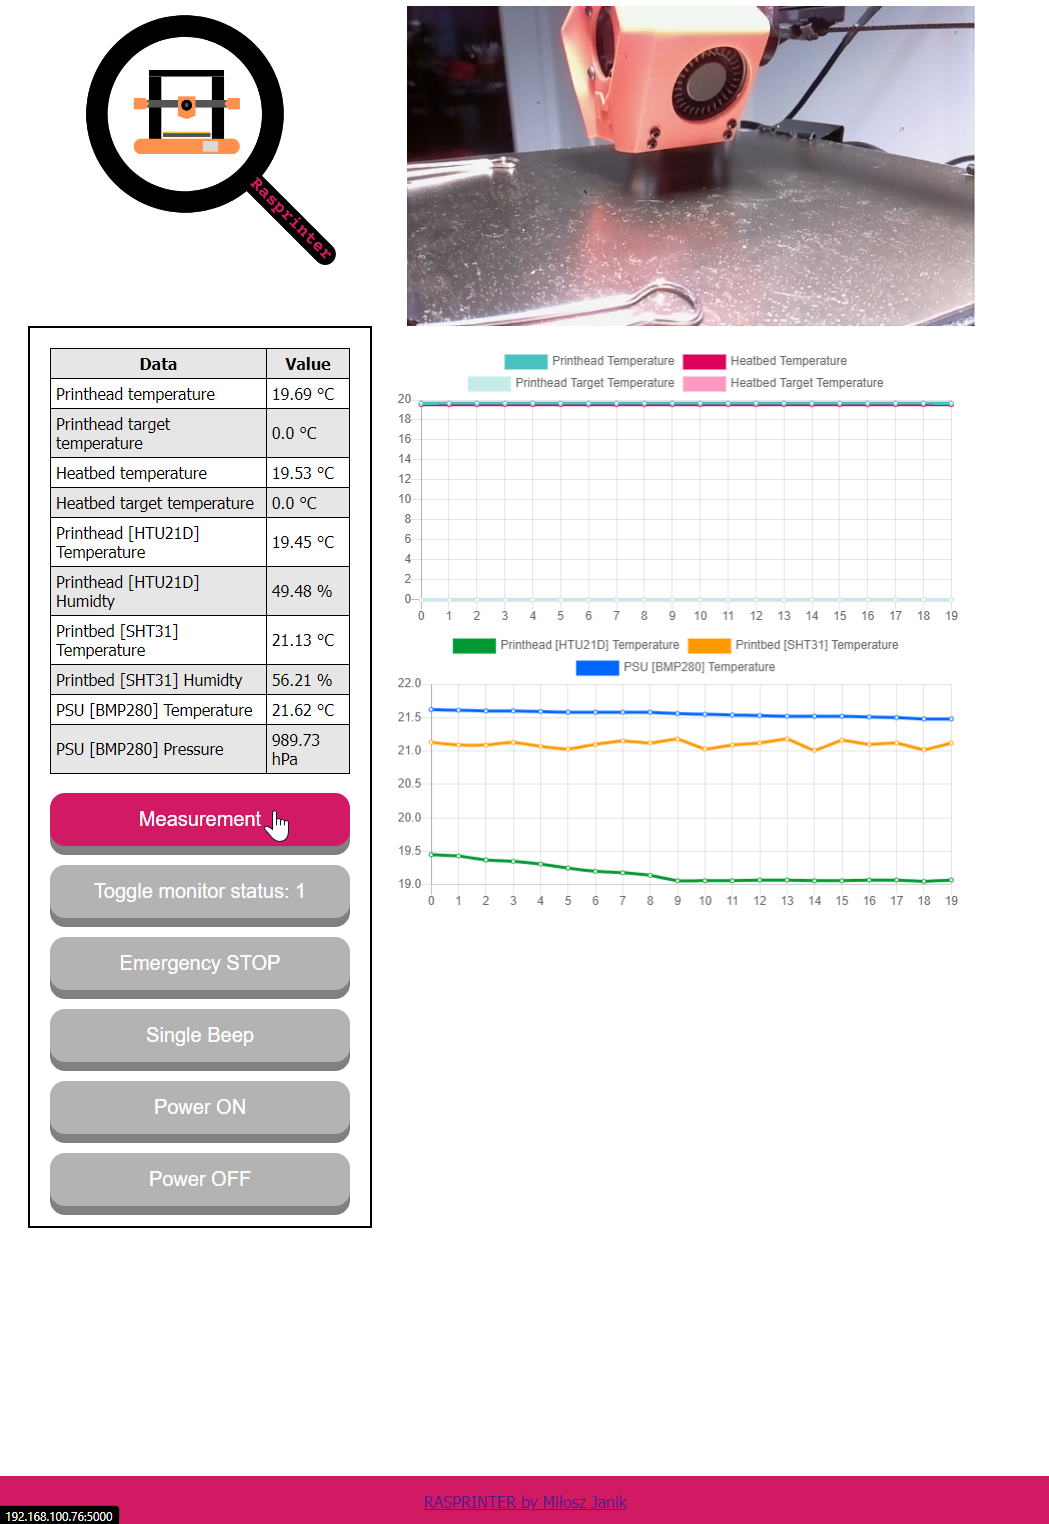 Rasprinter
Data Value
Printhead temperature 19.69 °C
Printhead target
temperature 0.0 °C
Heatbed temperature 19.53 °C
Heatbed target temperature 0.0 °C
Printhead [HTU21D]
Temperature 19.45 °C
Printhead [HTU21D]
Humidty 49.48 %
Printbed [SHT31]
Temperature 21.13 °C
Printbed [SHT31] Humidty 56.21 %
PSU [BMP280] Temperature 21.62 °C
PSU [BMP280] Pressure 989.73
hPa
Measurement
Toggle monitor status: 1
Emergency STOP
Single Beep
Power ON
Power OFF
Printhead Temperature Heatbed Temperature
Printhead Target Temperature Heatbed Target Temperature
20
18
16
14
12
10
8
6
4
2
0
0 1 2 3 4 5 6 7 8 9 10 11 12 13 14 15 16 17 18 19
Printhead [HTU21D] Temperature Printbed [SHT31] Temperature
PSU [BMP280] Temperature
22.0
21.5
21.0
20.5
20.0
19.5
19.0
0 1 2 3 4 5 6 7 8 9 10 11 12 13 14 15 16 17 18 19
RASPRINTER by Miłosz Janik
192.168.100.76:5000